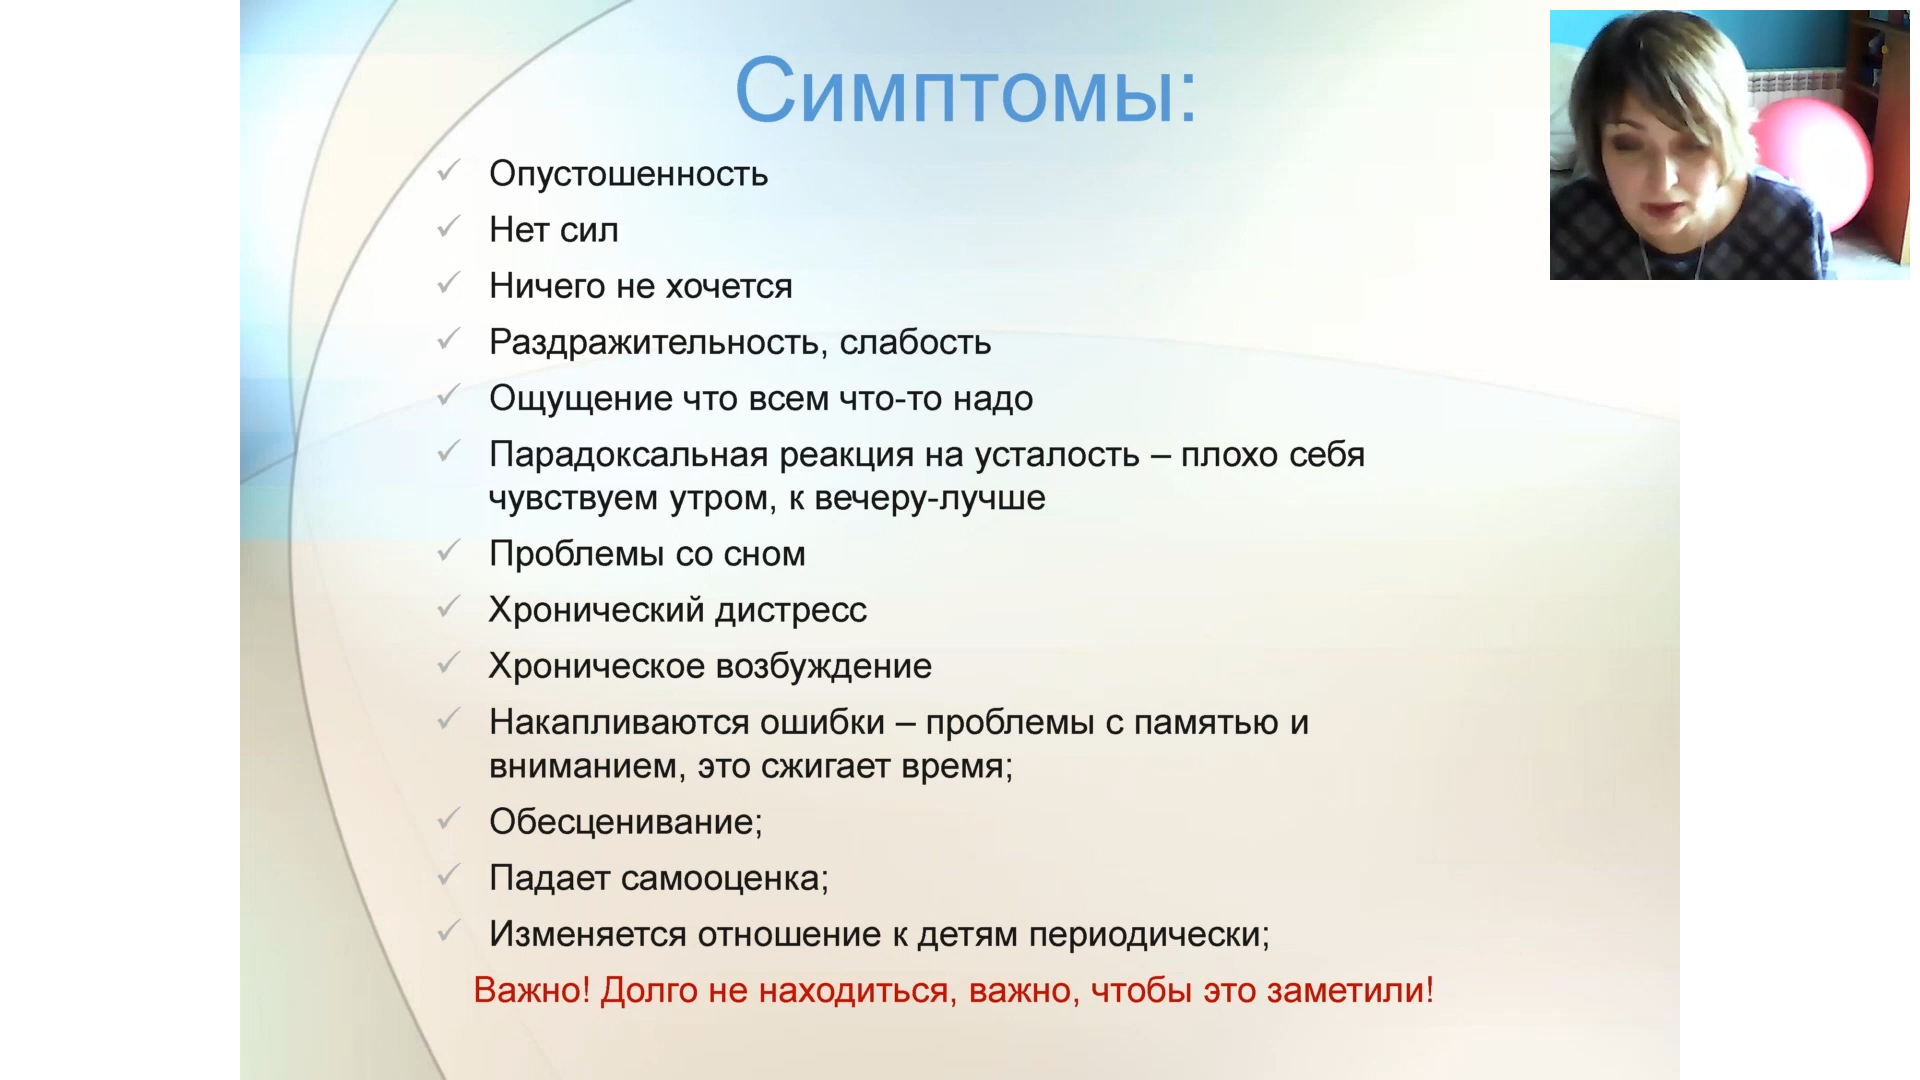 Симптомы:
Опустошенность
Нет сил
Ничего не хочется
Раздражительность, слабость
Ощущение что всем что-то надо
Парадоксальная реакция на усталость – плохо себя
чувствуем утром, к вечеру-лучше
Проблемы со сном
Хронический дистресс
Хроническое возбуждение
Накапливаются ошибки – проблемы с памятью и
вниманием, это сжигает время;
Обесценивание;
Падает самооценка;
Изменяется отношение к детям периодически;
Важно! Долго не находиться, важно, чтобы это заметили!